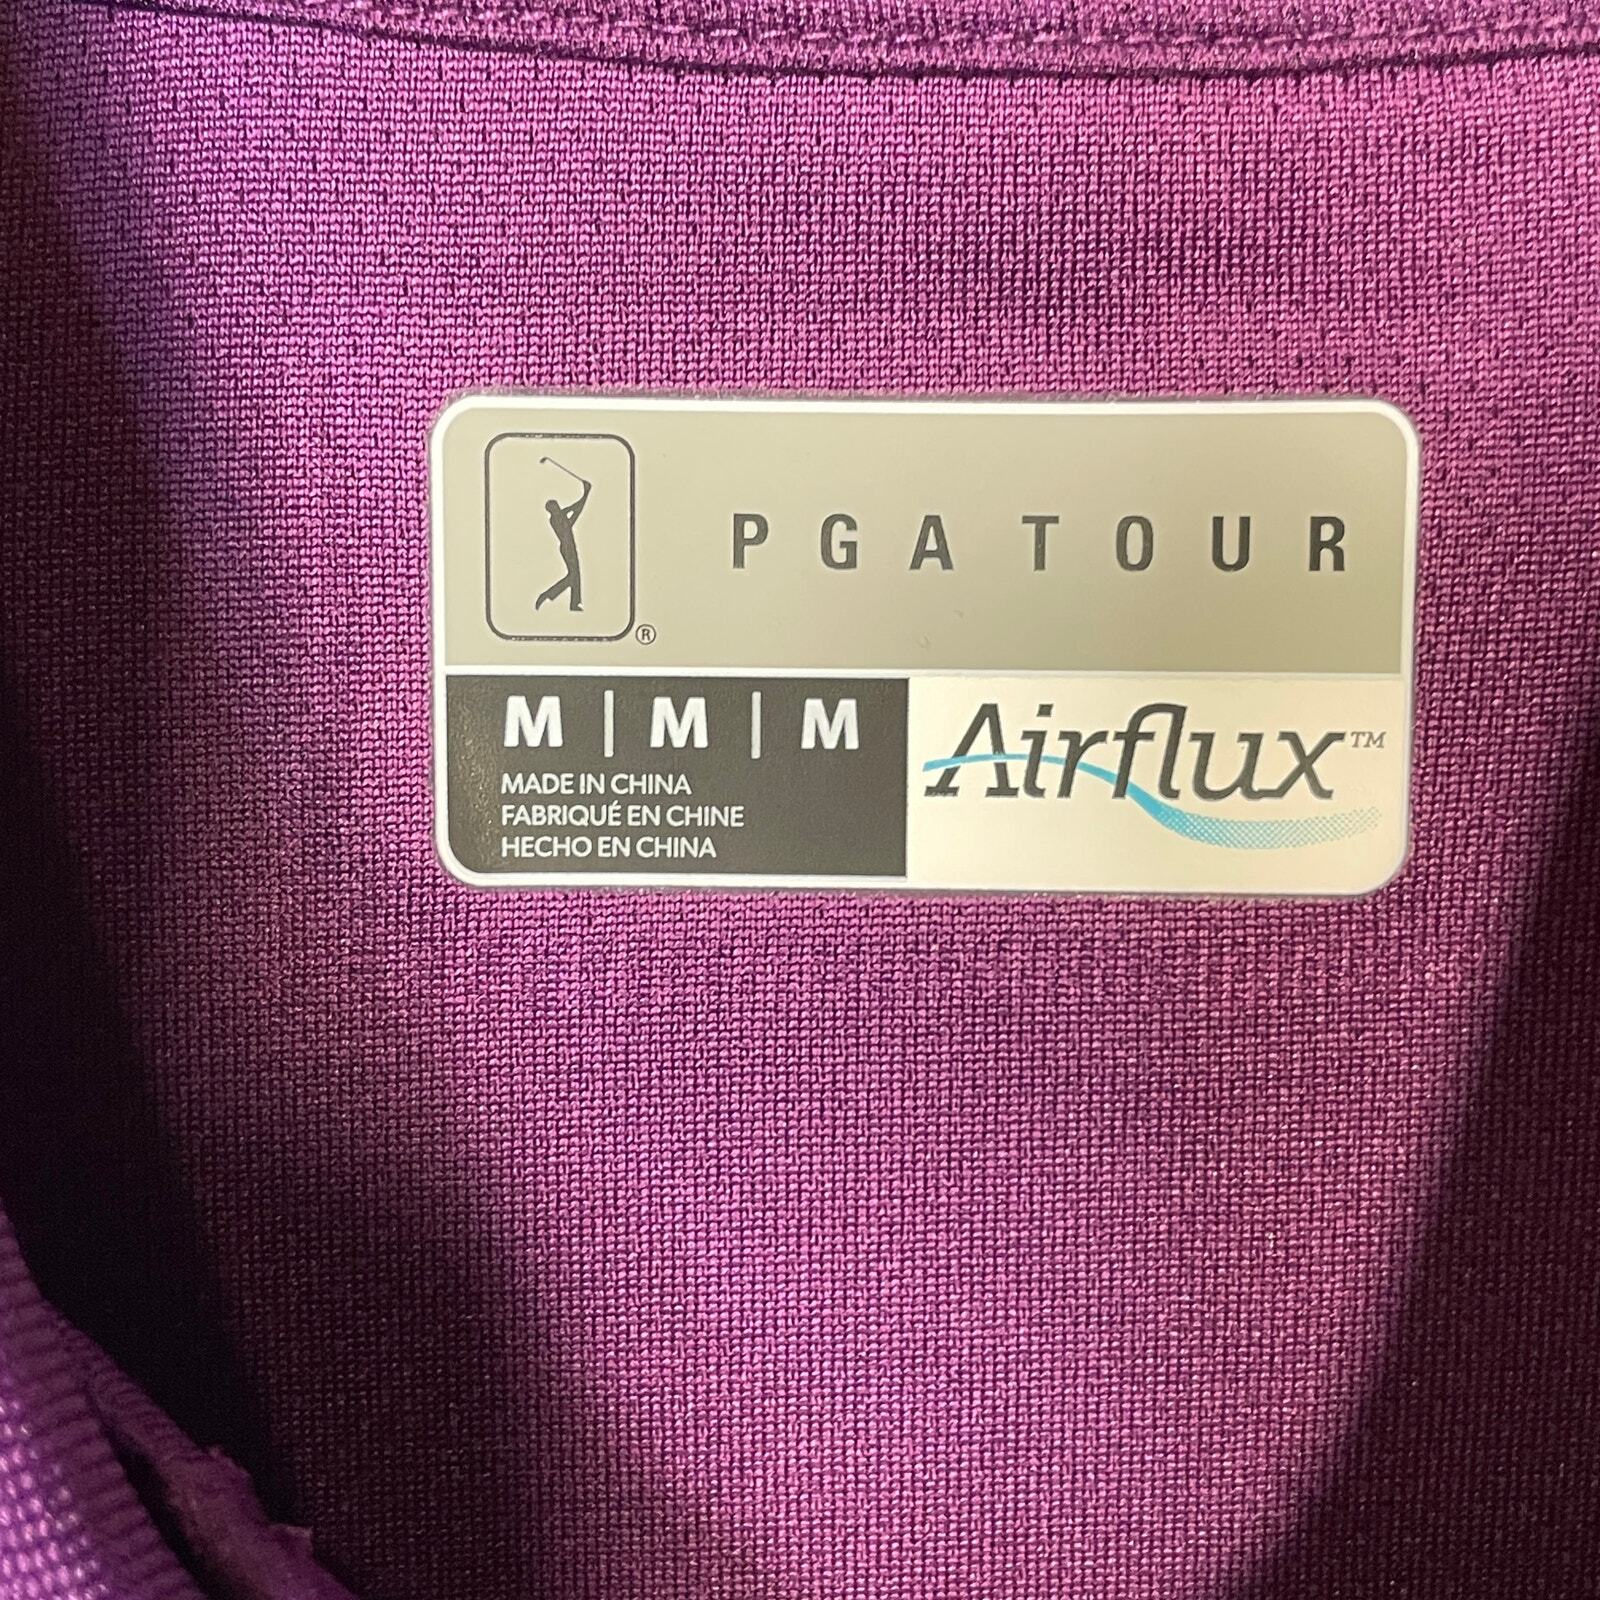 PGA TOUR
®
M | M | M
MADE IN CHINA
FABRIQUÉ EN CHINE
HECHO EN CHINA
Airflux™